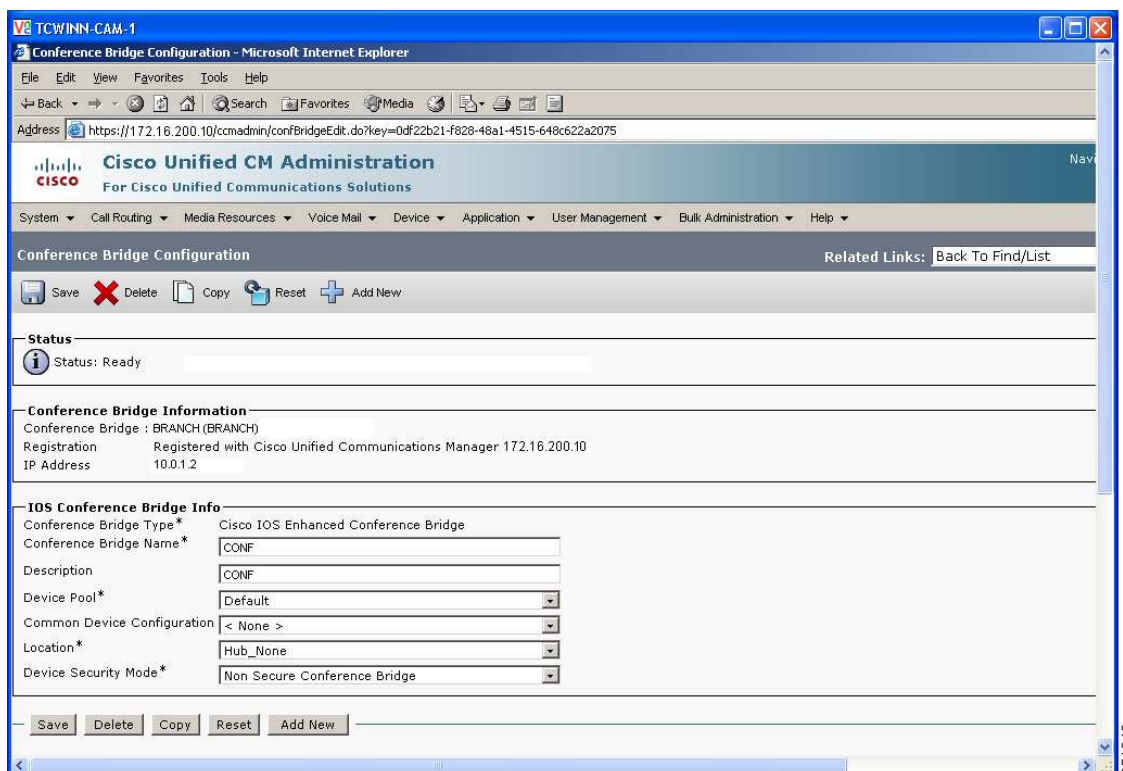 TCWINN-CAM-1
Conference Bridge Configuration - Microsoft Internet Explorer
File Edit View Favorites Tools Help
Back Search Favorites Media
Address https://172.16.200.10/ccmadmin/confBridgeEdit.do?key=0df22b21-f828-48a1-4515-648c622a2075
CISCO
Cisco Unified CM Administration
For Cisco Unified Communications Solutions
Navi
System Call Routing Media Resources Voice Mail Device Application User Management Bulk Administration Help
Conference Bridge Configuration Related Links: Back To Find/List
Save Delete Copy Reset Add New
Status
Status: Ready
Conference Bridge Information
Conference Bridge : BRANCH (BRANCH)
Registration Registered with Cisco Unified Communications Manager 172.16.200.10
IP Address 10.0.1.2
IOS Conference Bridge Info
Conference Bridge Type* Cisco IOS Enhanced Conference Bridge
Conference Bridge Name* CONF
Description CONF
Device Pool* Default
Common Device Configuration < None >
Location* Hub_None
Device Security Mode* Non Secure Conference Bridge
Save Delete Copy Reset Add New